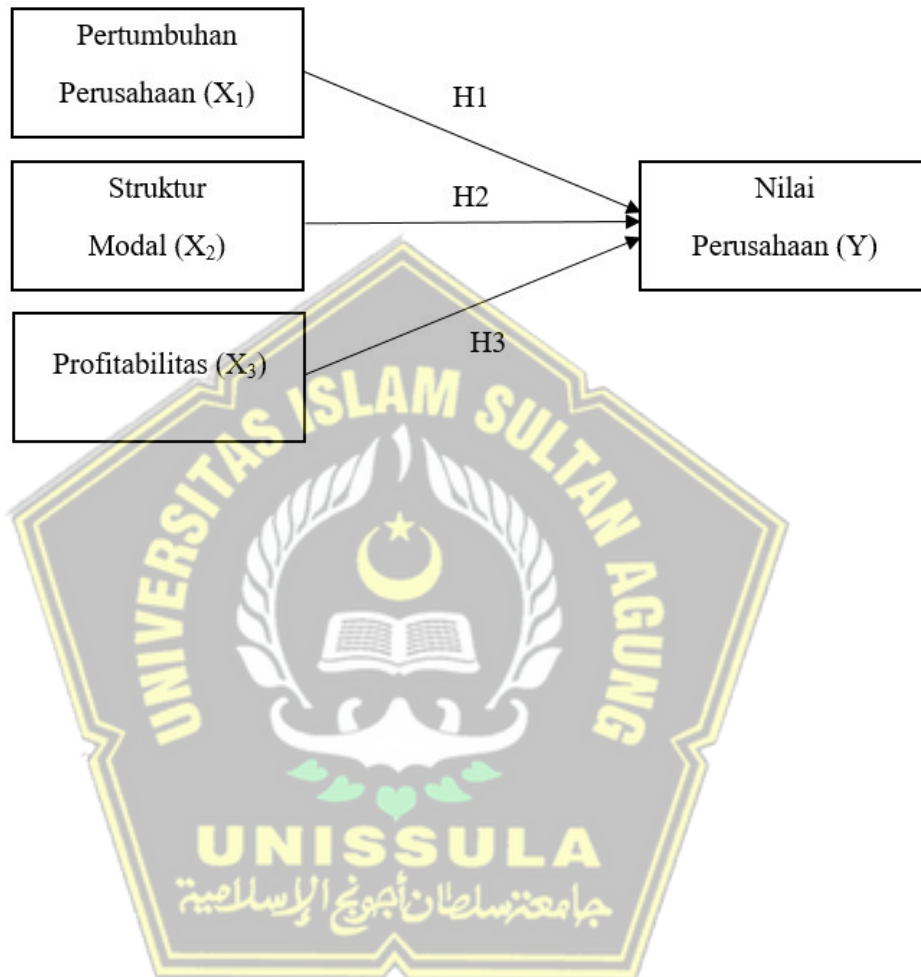 Pertumbuhan
Perusahaan (X₁)
H1
Struktur
Modal (X₂)
H2
Nilai
Perusahaan (Y)
Profitabilitas (X₃)
H3
UNIVERSITAS ISLAM SULTAN AGUNG
UNISSULA
جامعة سلطان أجونج الإسلامية